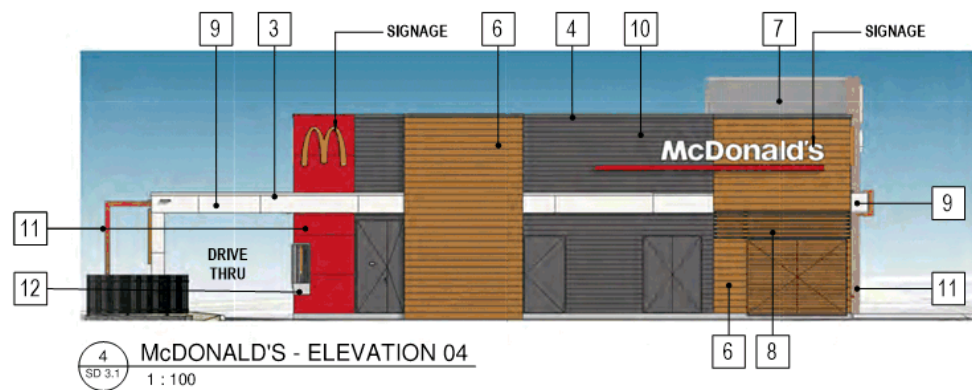 9 3 SIGNAGE 6 4 10 7 SIGNAGE
McDonald's
9
11
DRIVE
THRU
12
11
6 8
4
SD 3.1
McDONALD'S - ELEVATION 04
1 : 100